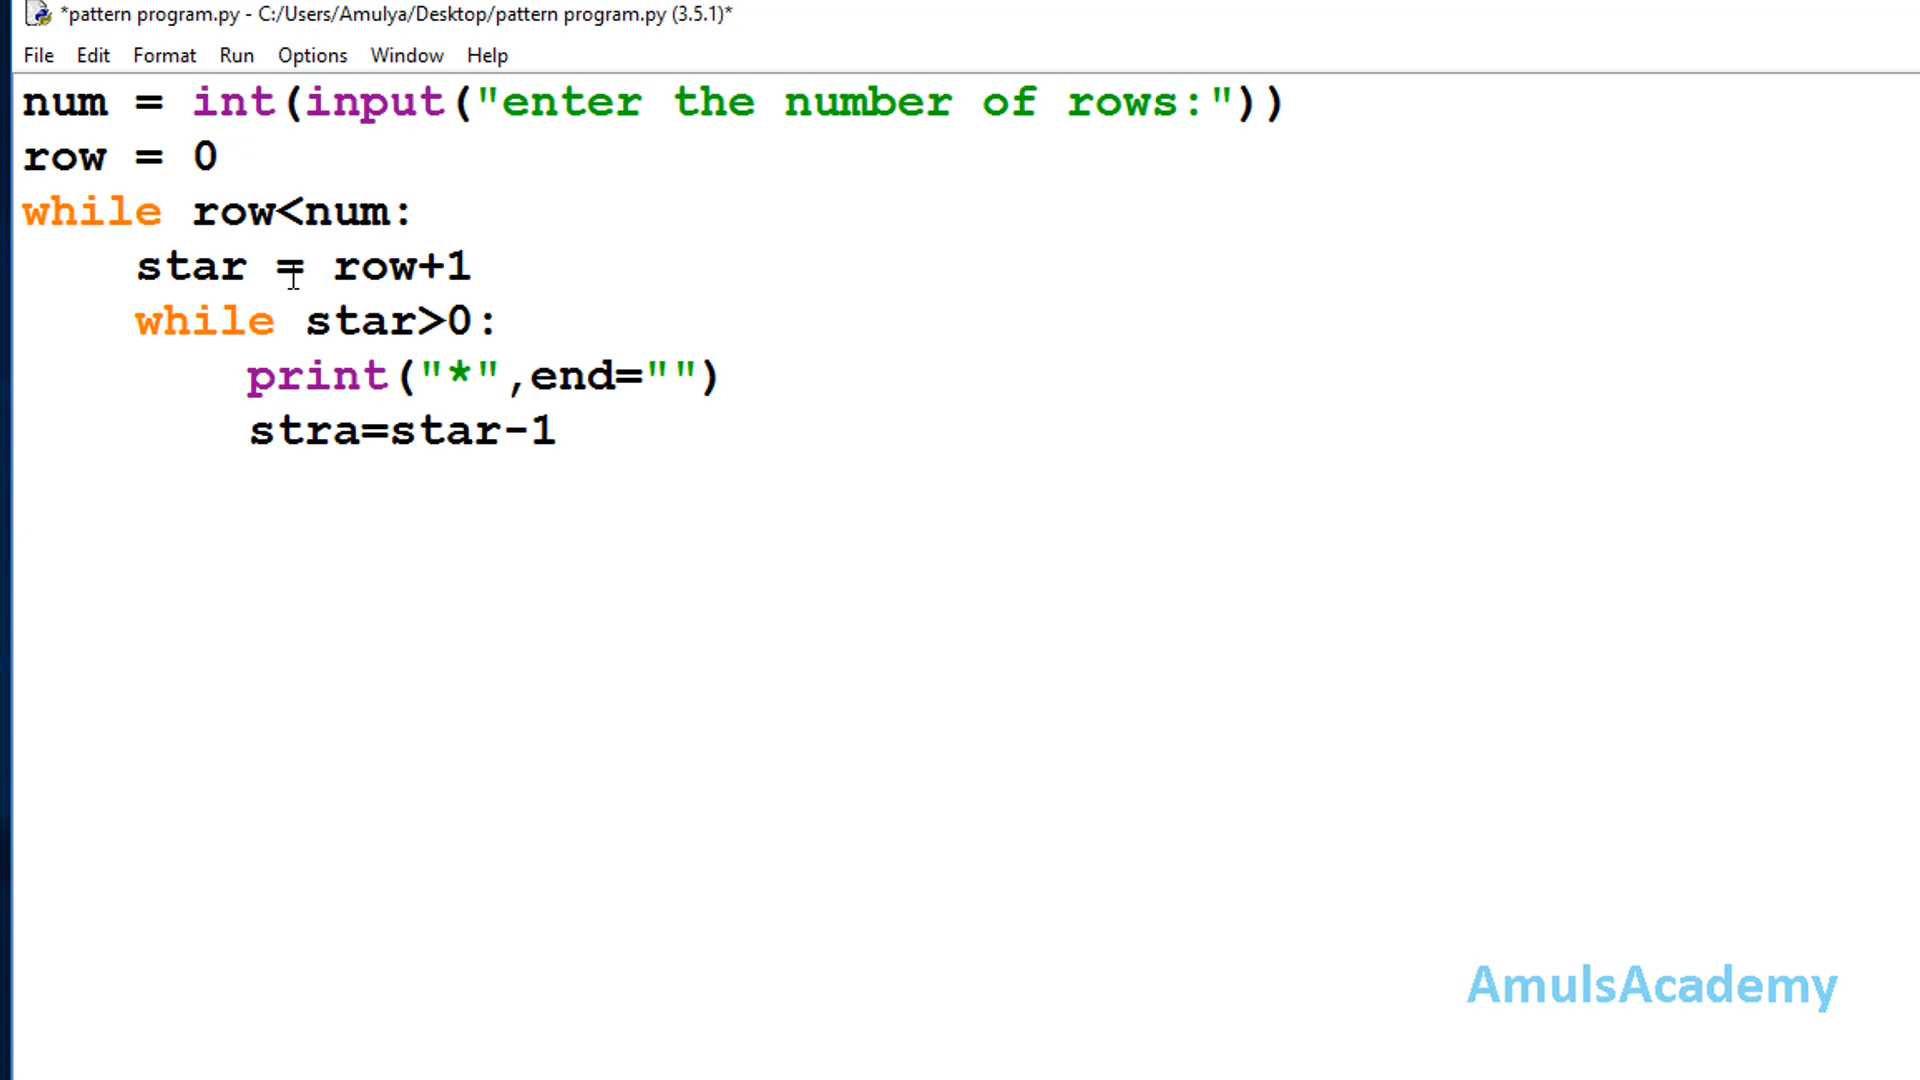 *pattern program.py - C:/Users/Amulya/Desktop/pattern program.py (3.5.1)*
File Edit Format Run Options Window Help
num = int(input("enter the number of rows:"))
row = 0
while row<num:
    star = row+1
    while star>0:
        print("*",end="")
        stra=star-1
AmulsAcademy